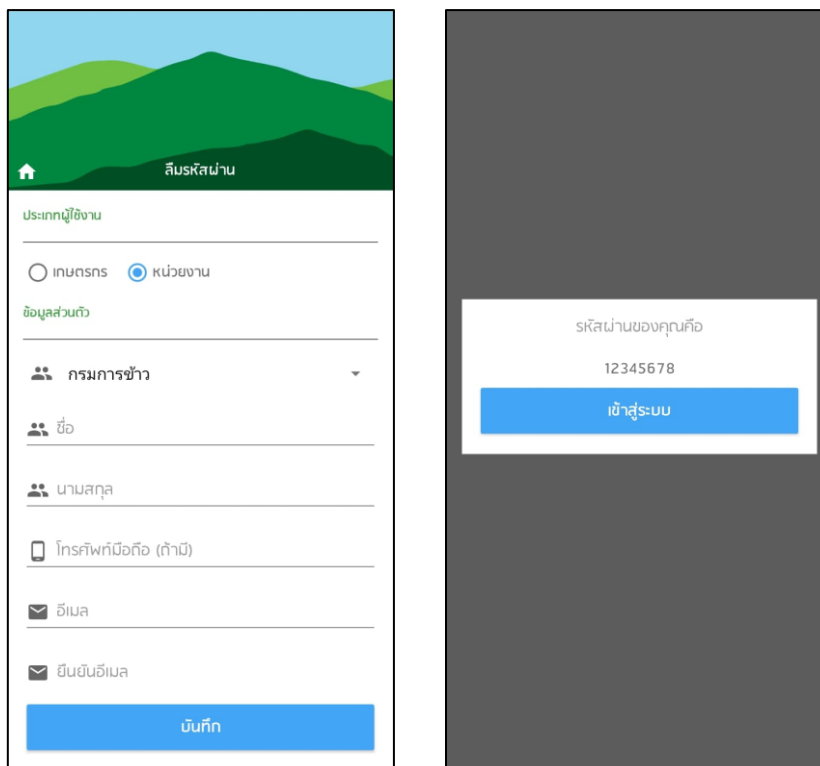 ลืมรหัสผ่าน
ประเภทผู้ใช้งาน
เกษตรกร หน่วยงาน
ข้อมูลส่วนตัว
กรมการข้าว
ชื่อ
นามสกุล
โทรศัพท์มือถือ (ถ้ามี)
อีเมล
ยืนยันอีเมล
บันทึก
รหัสผ่านของคุณคือ
12345678
เข้าสู่ระบบ